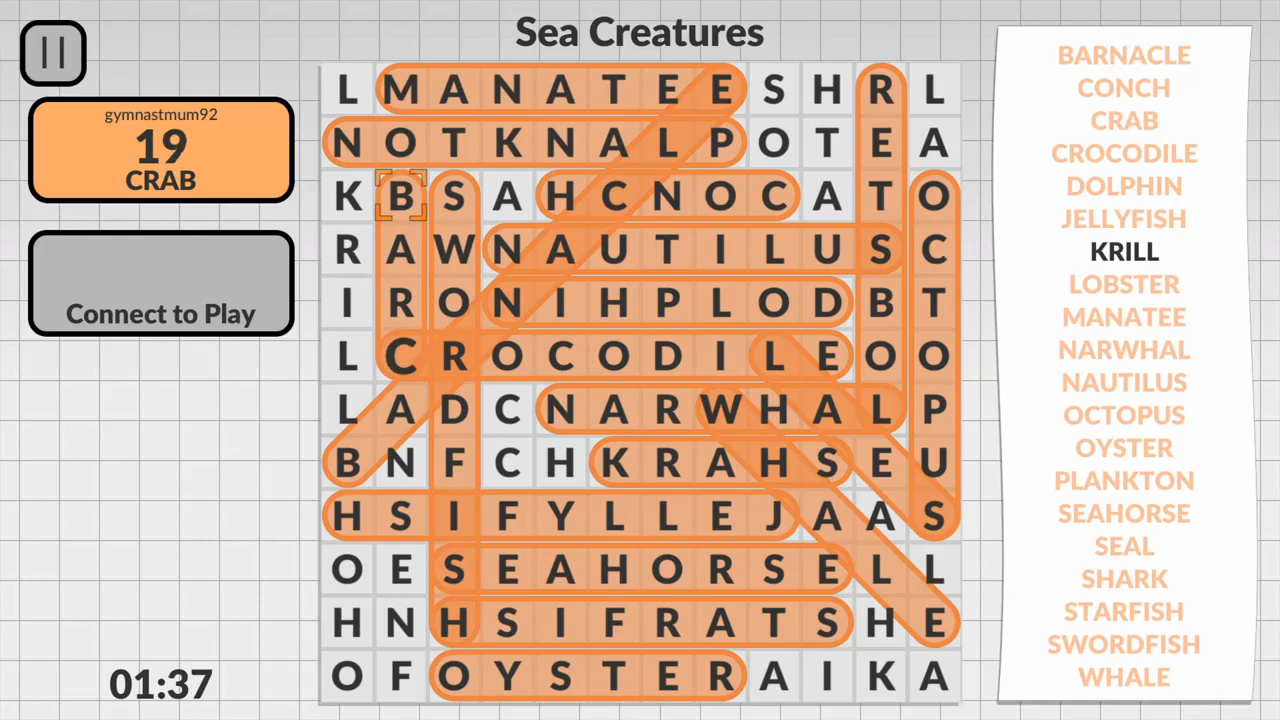 Sea Creatures
gymnastmum92
19
CRAB
Connect to Play
01:37
L M A N A T E E S H R L
N O T K N A L P O T E A
K B S A H C N O C A T O
R A W N A U T I L U S C
I R O N I H P L O D B T
L C R O C O D I L E O O
L A D C N A R W H A L P
B N F C H K R A H S E U
H S I F Y L L E J A A S
O E S E A H O R S E L L
H N H S I F R A T S H E
O F O Y S T E R A I K A
BARNACLE
CONCH
CRAB
CROCODILE
DOLPHIN
JELLYFISH
KRILL
LOBSTER
MANATEE
NARWHAL
NAUTILUS
OCTOPUS
OYSTER
PLANKTON
SEAHORSE
SEAL
SHARK
STARFISH
SWORDFISH
WHALE